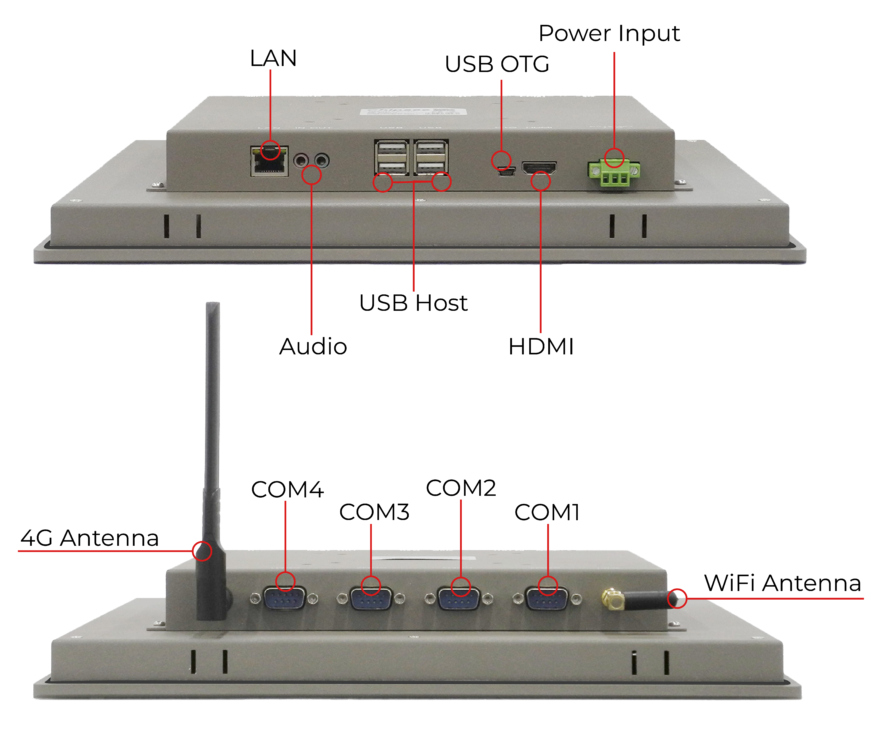 Power Input
LAN
USB OTG
USB Host
Audio
HDMI
COM4
COM2
COM3
COM1
4G Antenna
WiFi Antenna